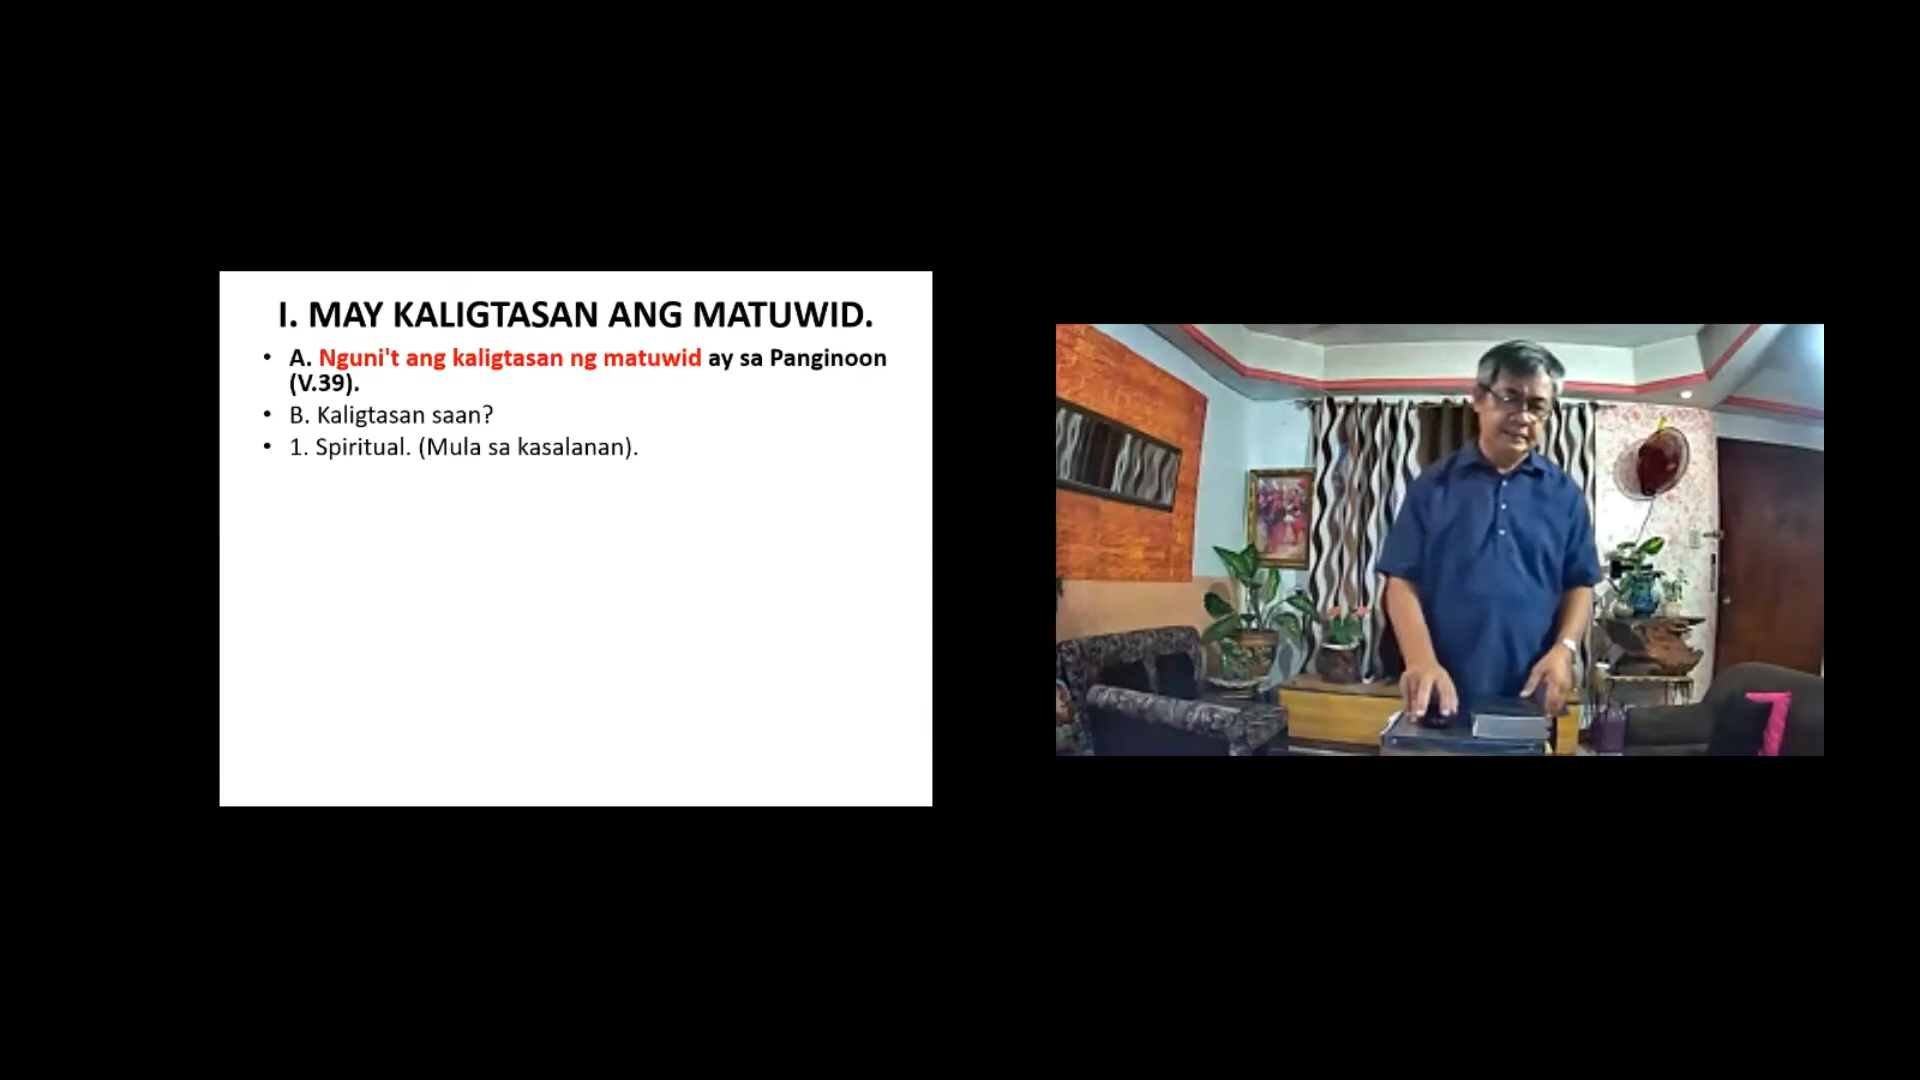 I. MAY KALIGTASAN ANG MATUWID.
• A. Nguni't ang kaligtasan ng matuwid ay sa Panginoon
(V.39).
• B. Kaligtasan saan?
• 1. Spiritual. (Mula sa kasalanan).